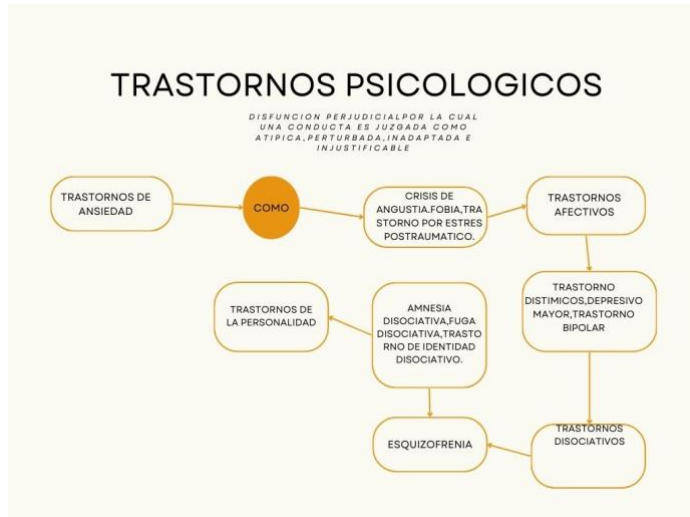 TRASTORNOS PSICOLOGICOS
DISFUNCION PERJUDICIALPOR LA CUAL
UNA CONDUCTA ES JUZGADA COMO
ATIPICA,PERTURBADA,INADAPTADA E
INJUSTIFICABLE
TRASTORNOS DE
ANSIEDAD
COMO
CRISIS DE
ANGUSTIA.FOBIA,TRA
STORNO POR ESTRES
POSTRAUMATICO.
TRASTORNOS
AFECTIVOS
TRASTORNO
DISTIMICOS,DEPRESIVO
MAYOR,TRASTORNO
BIPOLAR
AMNESIA
DISOCIATIVA,FUGA
DISOCIATIVA,TRASTO
RNO DE IDENTIDAD
DISOCIATIVO.
TRASTORNOS DE
LA PERSONALIDAD
TRASTORNOS
DISOCIATIVOS
ESQUIZOFRENIA